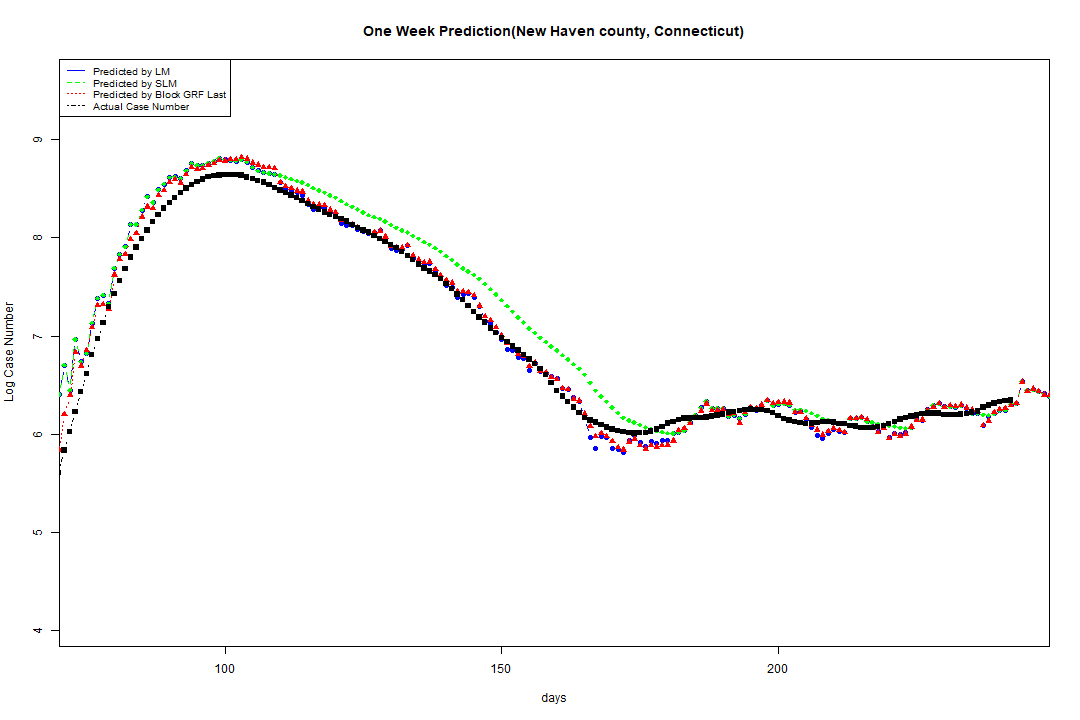 One Week Prediction(New Haven county, Connecticut)
Predicted by LM
Predicted by SLM
Predicted by Block GRF Last
Actual Case Number
9
8
7
6
5
4
Log Case Number
100 150 200
days